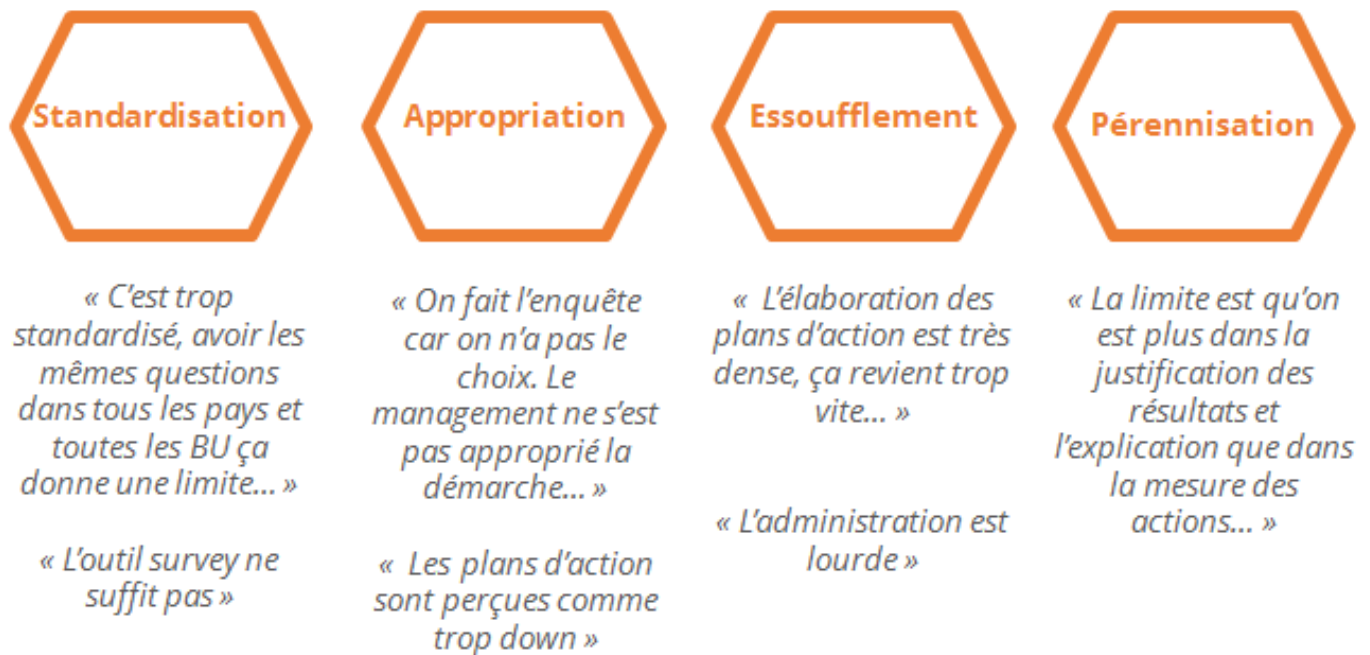 Standardisation
« C'est trop
standardisé, avoir les
mêmes questions
dans tous les pays et
toutes les BU ça
donne une limite... »
« L'outil survey ne
suffit pas »
Appropriation
« On fait l'enquête
car on n'a pas le
choix. Le
management ne s'est
pas approprié la
démarche... »
« Les plans d'action
sont perçues comme
trop down »
Essoufflement
« L'élaboration des
plans d'action est très
dense, ça revient trop
vite... »
« L'administration est
lourde »
Pérennisation
« La limite est qu'on
est plus dans la
justification des
résultats et
l'explication que dans
la mesure des
actions... »